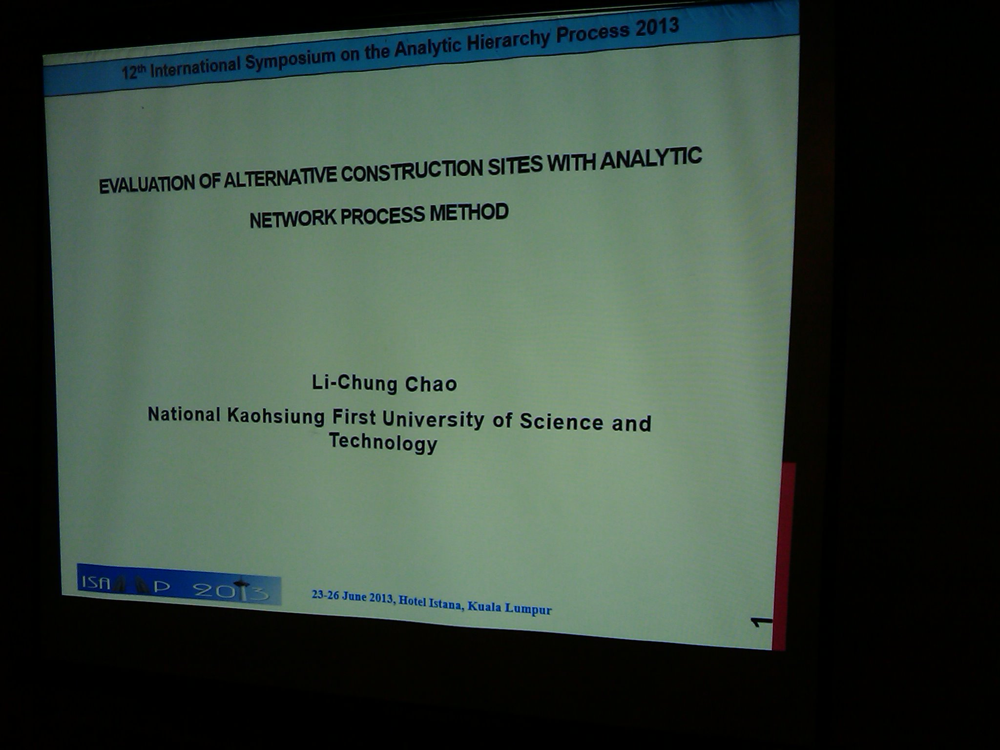 12th International Symposium on the Analytic Hierarchy Process 2013
EVALUATION OF ALTERNATIVE CONSTRUCTION SITES WITH ANALYTIC
NETWORK PROCESS METHOD
Li-Chung Chao
National Kaohsiung First University of Science and
Technology
ISAHP 2013
23-26 June 2013, Hotel Istana, Kuala Lumpur
1